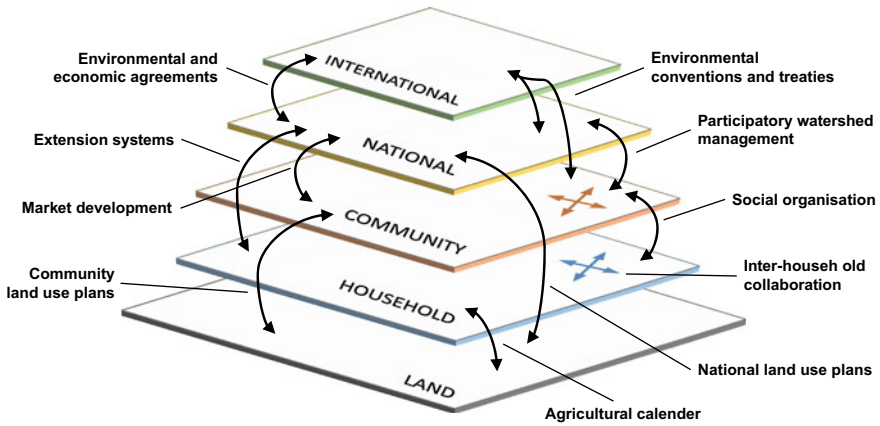 Environmental and
economic agreements
Extension systems
Market development
Community
land use plans
INTERNATIONAL
NATIONAL
COMMUNITY
HOUSEHOLD
LAND
Environmental
conventions and treaties
Participatory watershed
management
Social organisation
Inter-househ old
collaboration
National land use plans
Agricultural calender